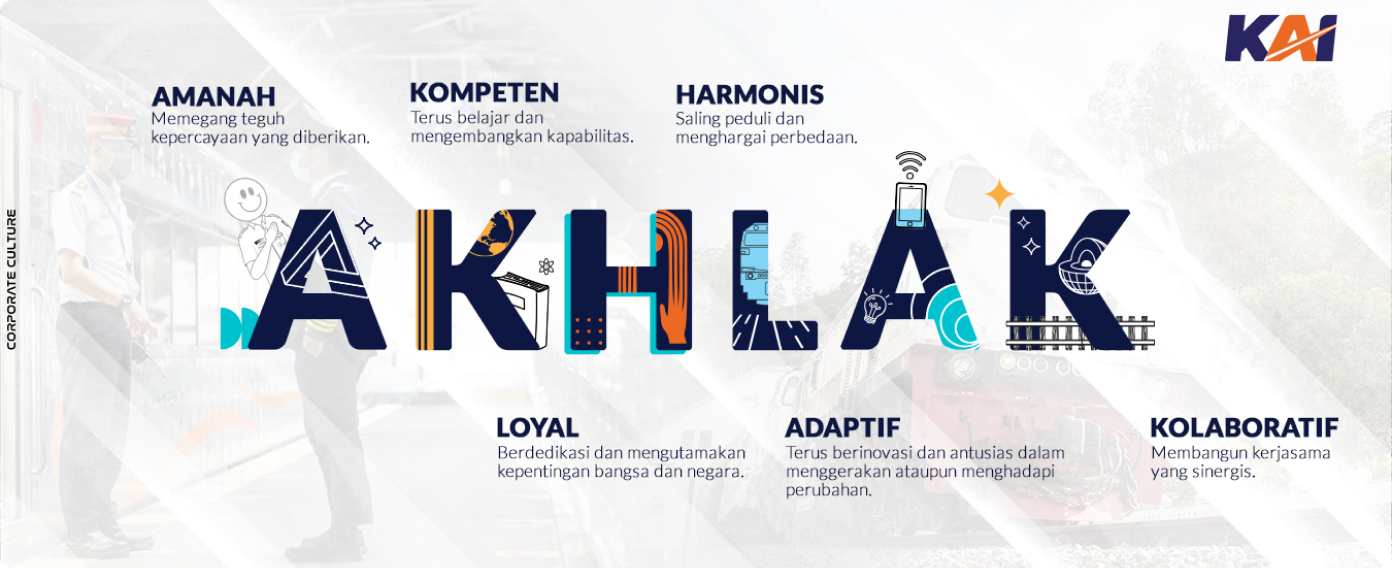 KAI
AMANAH
Memegang teguh
kepercayaan yang diberikan.
KOMPETEN
Terus belajar dan
mengembangkan kapabilitas.
HARMONIS
Saling peduli dan
menghargai perbedaan.
CORPORATE CULTURE
AKHLAK
LOYAL
Berdedikasi dan mengutamakan
kepentingan bangsa dan negara.
ADAPTIF
Terus berinovasi dan antusias dalam
menggerakan ataupun menghadapi
perubahan.
KOLABORATIF
Membangun kerjasama
yang sinergis.